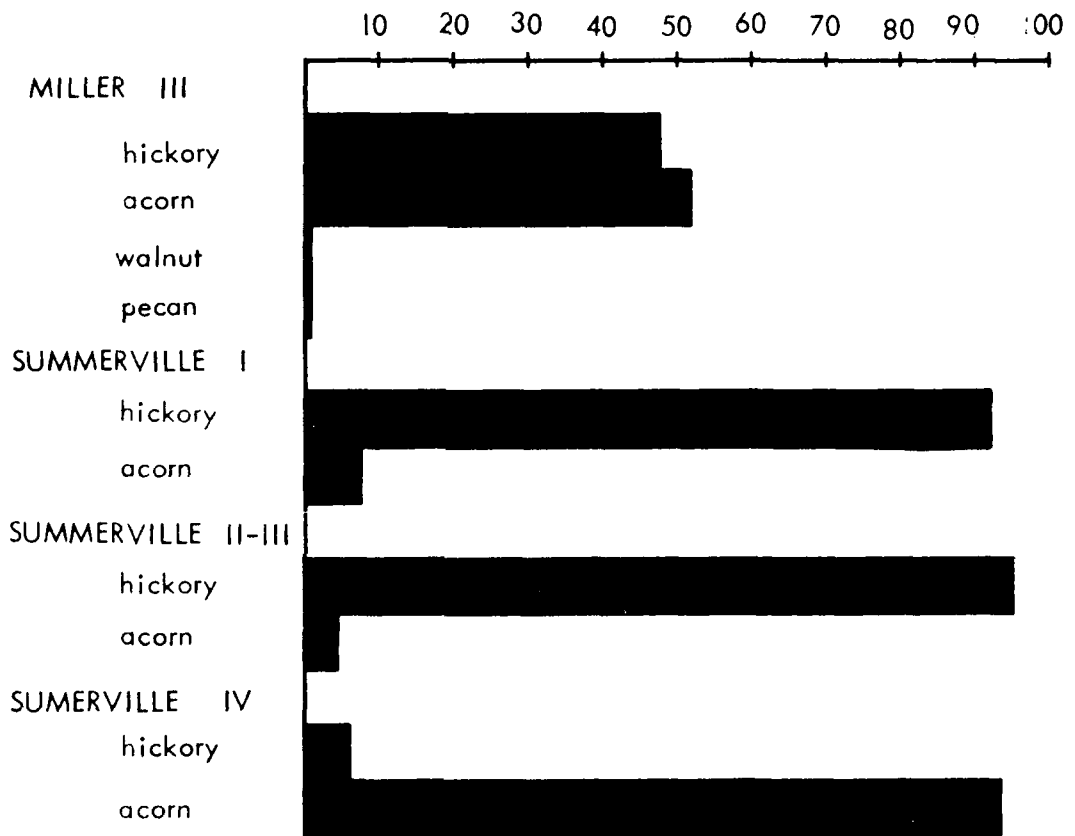 10 20 30 40 50 60 70 80 90 100
MILLER III
hickory
acorn
walnut
pecan
SUMMERVILLE I
hickory
acorn
SUMMERVILLE II-III
hickory
acorn
SUMERVILLE IV
hickory
acorn